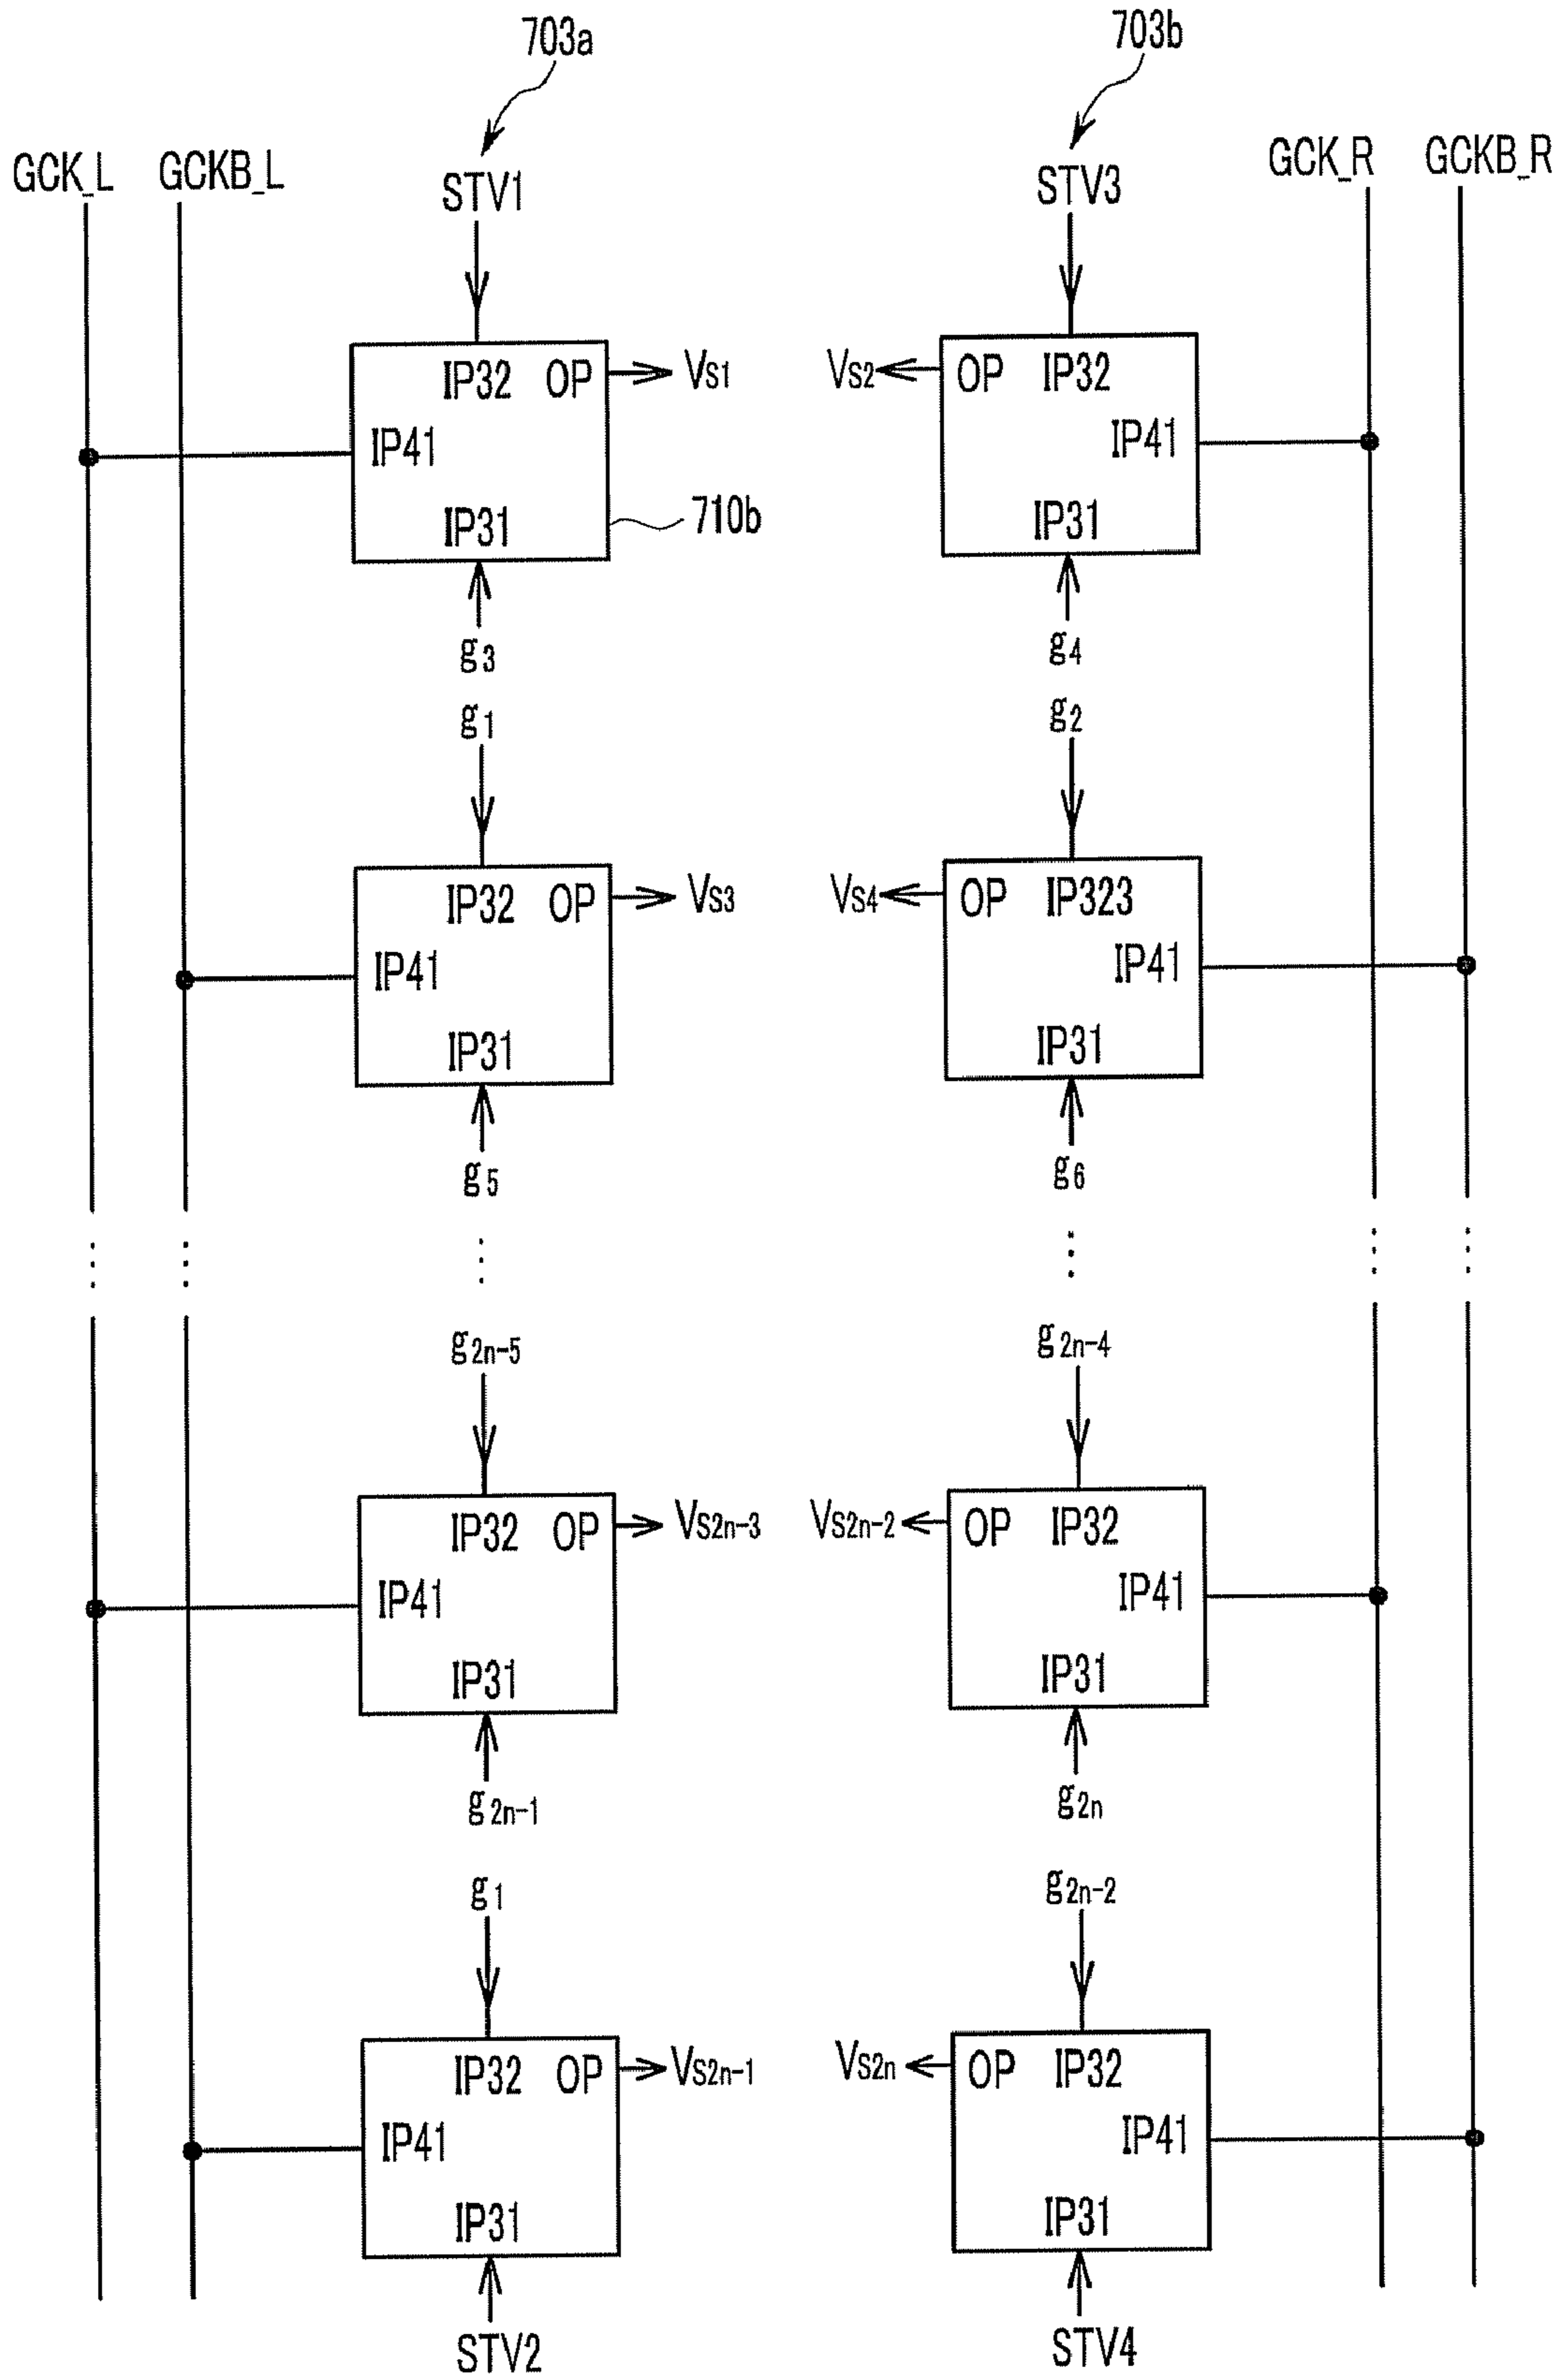 703a 703b
GCK_L GCKB_L STV1 STV3 GCK_R GCKB_R
IP32 OP VS1 VS2 OP IP32
IP41 IP41
IP31 710b IP31
g3 g4
g1 g2
IP32 OP VS3 VS4 OP IP323
IP41 IP41
IP31 IP31
g5 g6
g2n-5 g2n-4
IP32 OP VS2n-3 VS2n-2 OP IP32
IP41 IP41
IP31 IP31
g2n-1 g2n
g1 g2n-2
IP32 OP VS2n-1 VS2n OP IP32
IP41 IP41
IP31 IP31
STV2 STV4